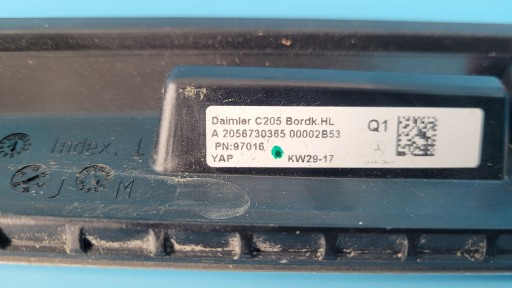 Daimler C205 Bordk.HL
A 2056730365 00002B53
Q1
PN:97016
YAP KW29-17
Index. L
J M